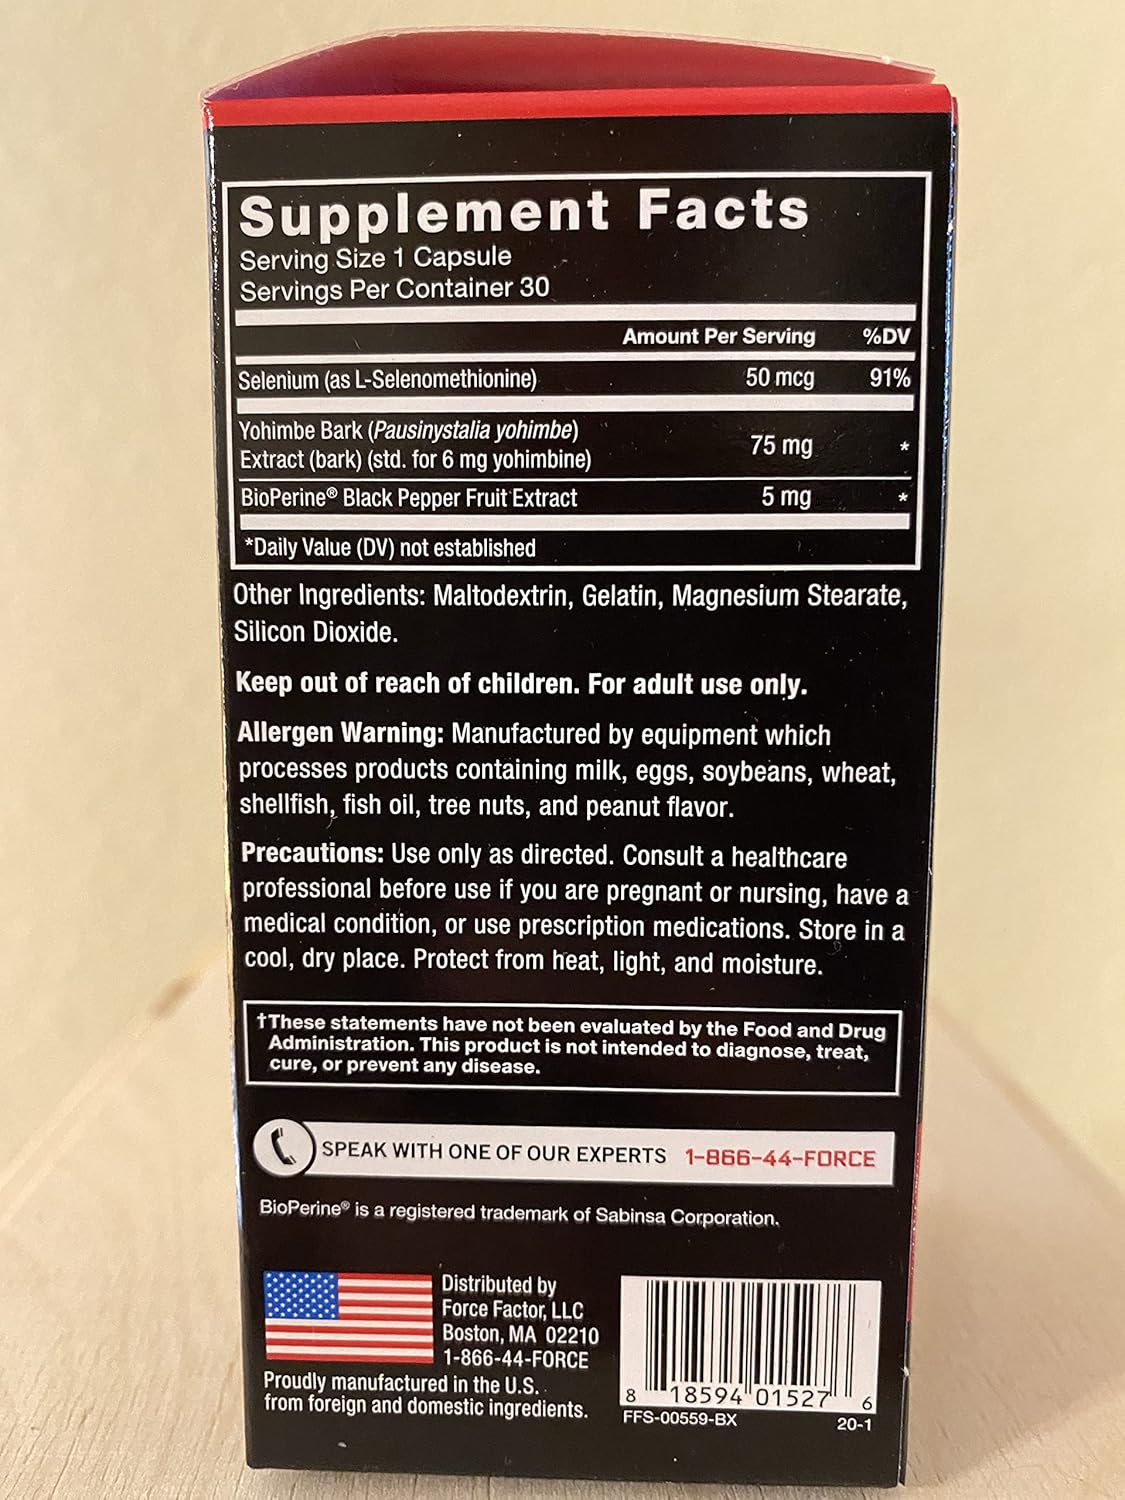 Supplement Facts
Serving Size 1 Capsule
Servings Per Container 30
Amount Per Serving %DV
Selenium (as L-Selenomethionine) 50 mcg 91%
Yohimbe Bark (Pausinystalia yohimbe)
Extract (bark) (std. for 6 mg yohimbine) 75 mg *
BioPerine® Black Pepper Fruit Extract 5 mg *
*Daily Value (DV) not established
Other Ingredients: Maltodextrin, Gelatin, Magnesium Stearate,
Silicon Dioxide.
Keep out of reach of children. For adult use only.
Allergen Warning: Manufactured by equipment which
processes products containing milk, eggs, soybeans, wheat,
shellfish, fish oil, tree nuts, and peanut flavor.
Precautions: Use only as directed. Consult a healthcare
professional before use if you are pregnant or nursing, have a
medical condition, or use prescription medications. Store in a
cool, dry place. Protect from heat, light, and moisture.
†These statements have not been evaluated by the Food and Drug
Administration. This product is not intended to diagnose, treat,
cure, or prevent any disease.
SPEAK WITH ONE OF OUR EXPERTS 1-866-44-FORCE
BioPerine® is a registered trademark of Sabinsa Corporation.
Distributed by
Force Factor, LLC
Boston, MA 02210
1-866-44-FORCE
Proudly manufactured in the U.S.
from foreign and domestic ingredients.
8 18594 01527 6
FFS-00559-BX 20-1